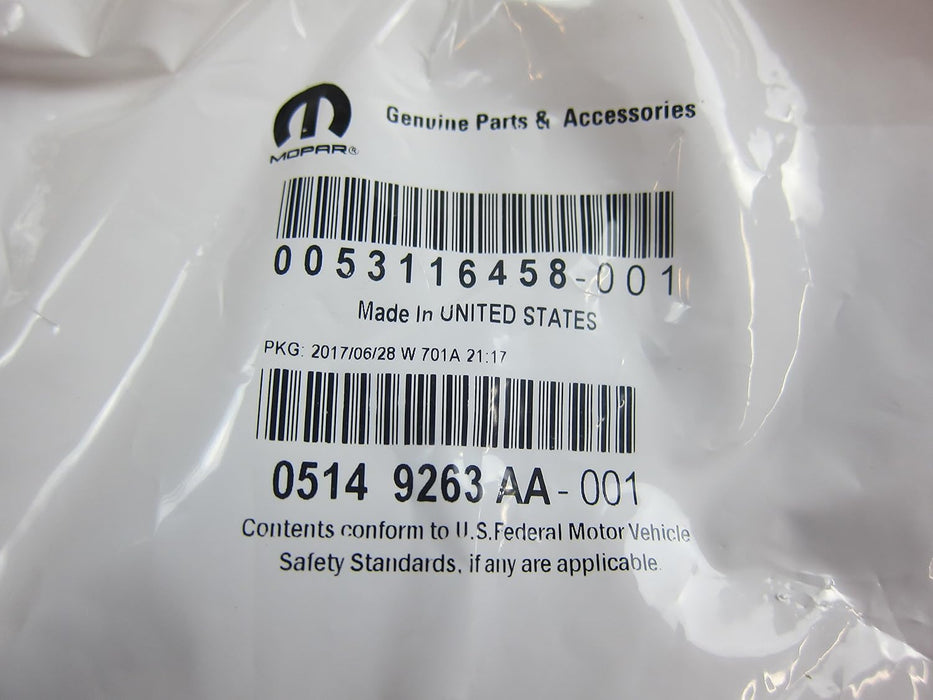 MOPAR®
Genuine Parts & Accessories
0053116458-001
Made In UNITED STATES
PKG: 2017/06/28 W 701A 21:17
0514 9263 AA - 001
Contents conform to U.S.Federal Motor Vehicle
Safety Standards, if any are applicable.